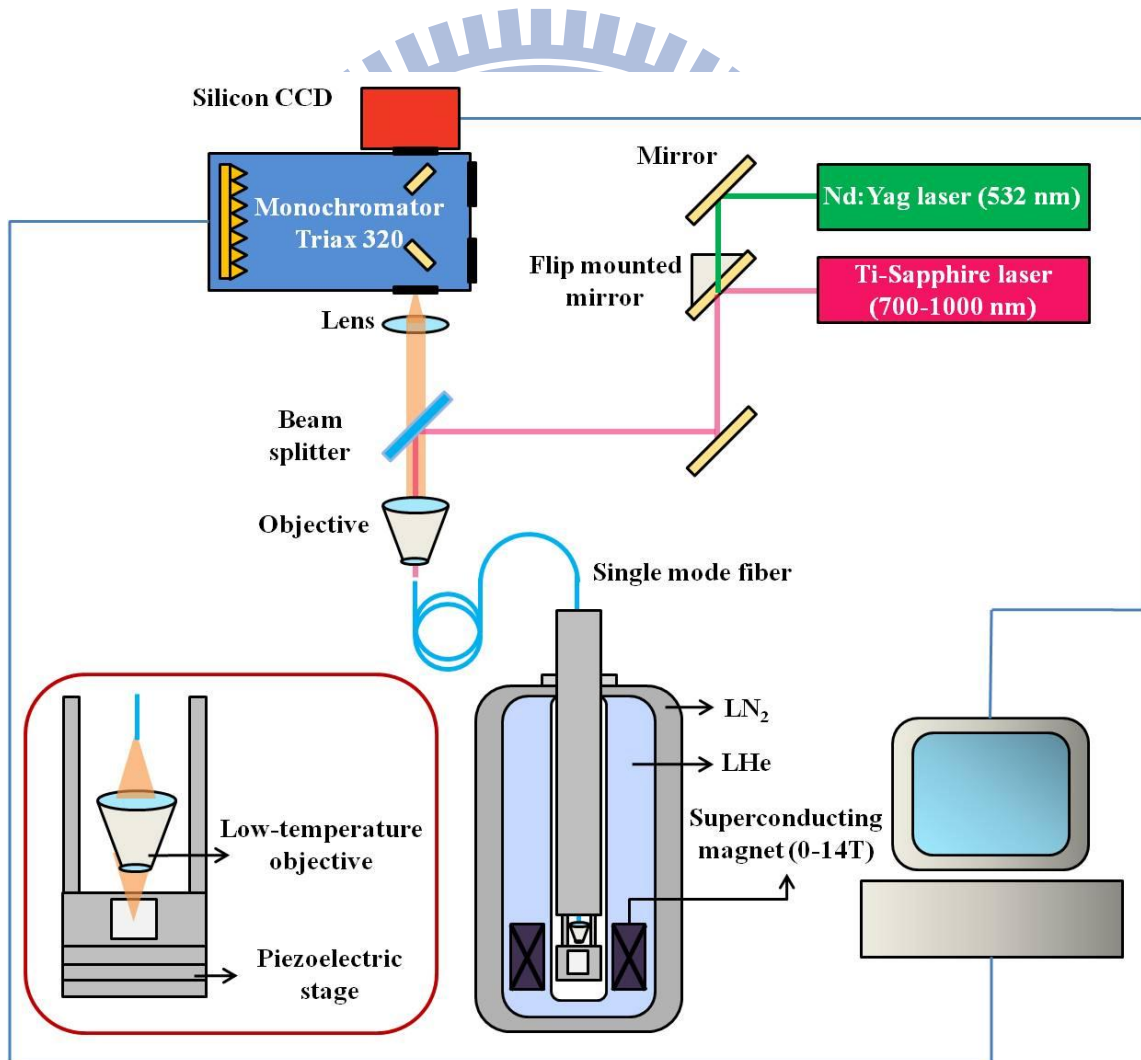 Silicon CCD
Monochromator
Triax 320
Mirror
Nd:Yag laser (532 nm)
Flip mounted
mirror
Ti-Sapphire laser
(700-1000 nm)
Lens
Beam
splitter
Objective
Single mode fiber
LN₂
LHe
Superconducting
magnet (0-14T)
Low-temperature
objective
Piezoelectric
stage